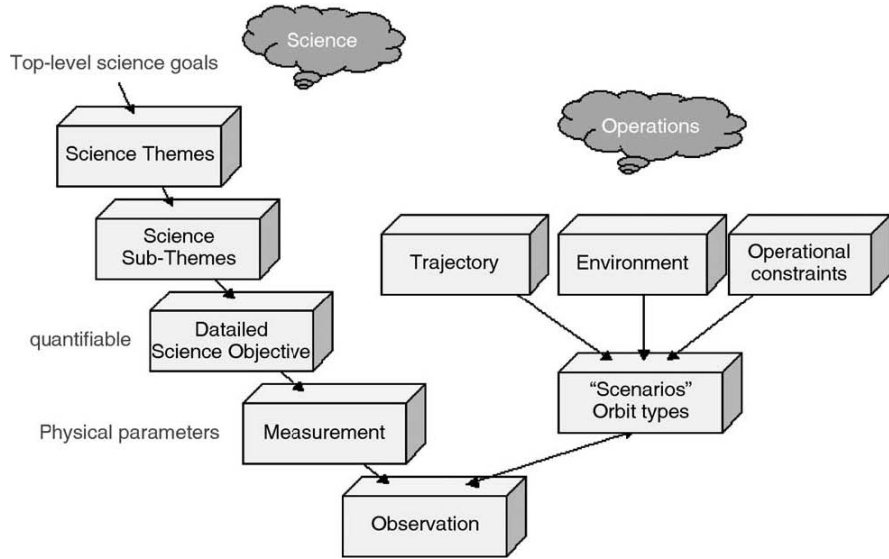 Science
Top-level science goals
Operations
Science Themes
Science
Sub-Themes
Trajectory
Environment
Operational
constraints
quantifiable
Datailed
Science Objective
"Scenarios"
Orbit types
Physical parameters
Measurement
Observation